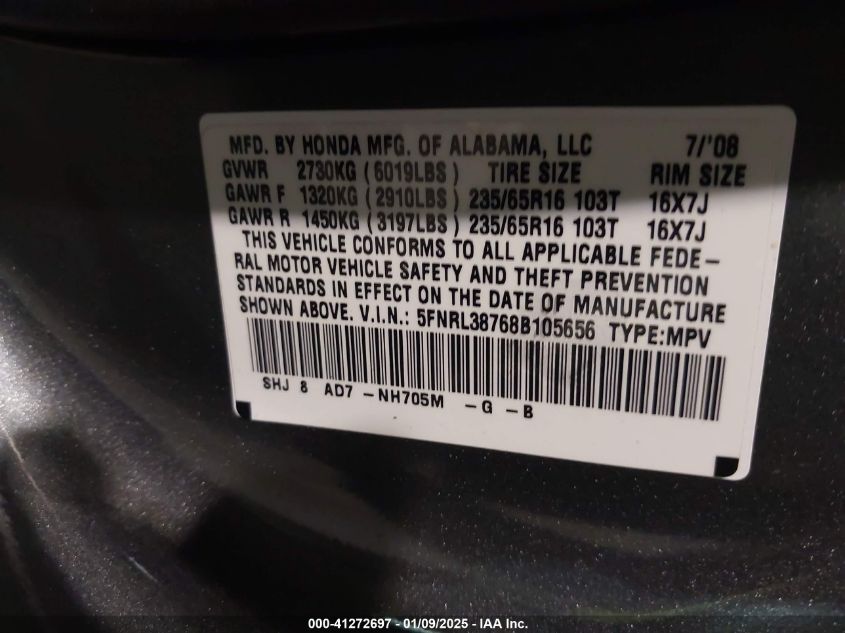 MFD. BY HONDA MFG. OF ALABAMA, LLC 7/'08
GVWR 2730KG (6019LBS) TIRE SIZE RIM SIZE
GAWR F 1320KG (2910LBS) 235/65R16 103T 16X7J
GAWR R 1450KG (3197LBS) 235/65R16 103T 16X7J
THIS VEHICLE CONFORMS TO ALL APPLICABLE FEDE-
RAL MOTOR VEHICLE SAFETY AND THEFT PREVENTION
STANDARDS IN EFFECT ON THE DATE OF MANUFACTURE
SHOWN ABOVE. V.I.N.: 5FNRL38768B105656 TYPE:MPV
SHJ 8 AD7 -NH705M -G -B
000-41272697 - 01/09/2025 - IAA Inc.